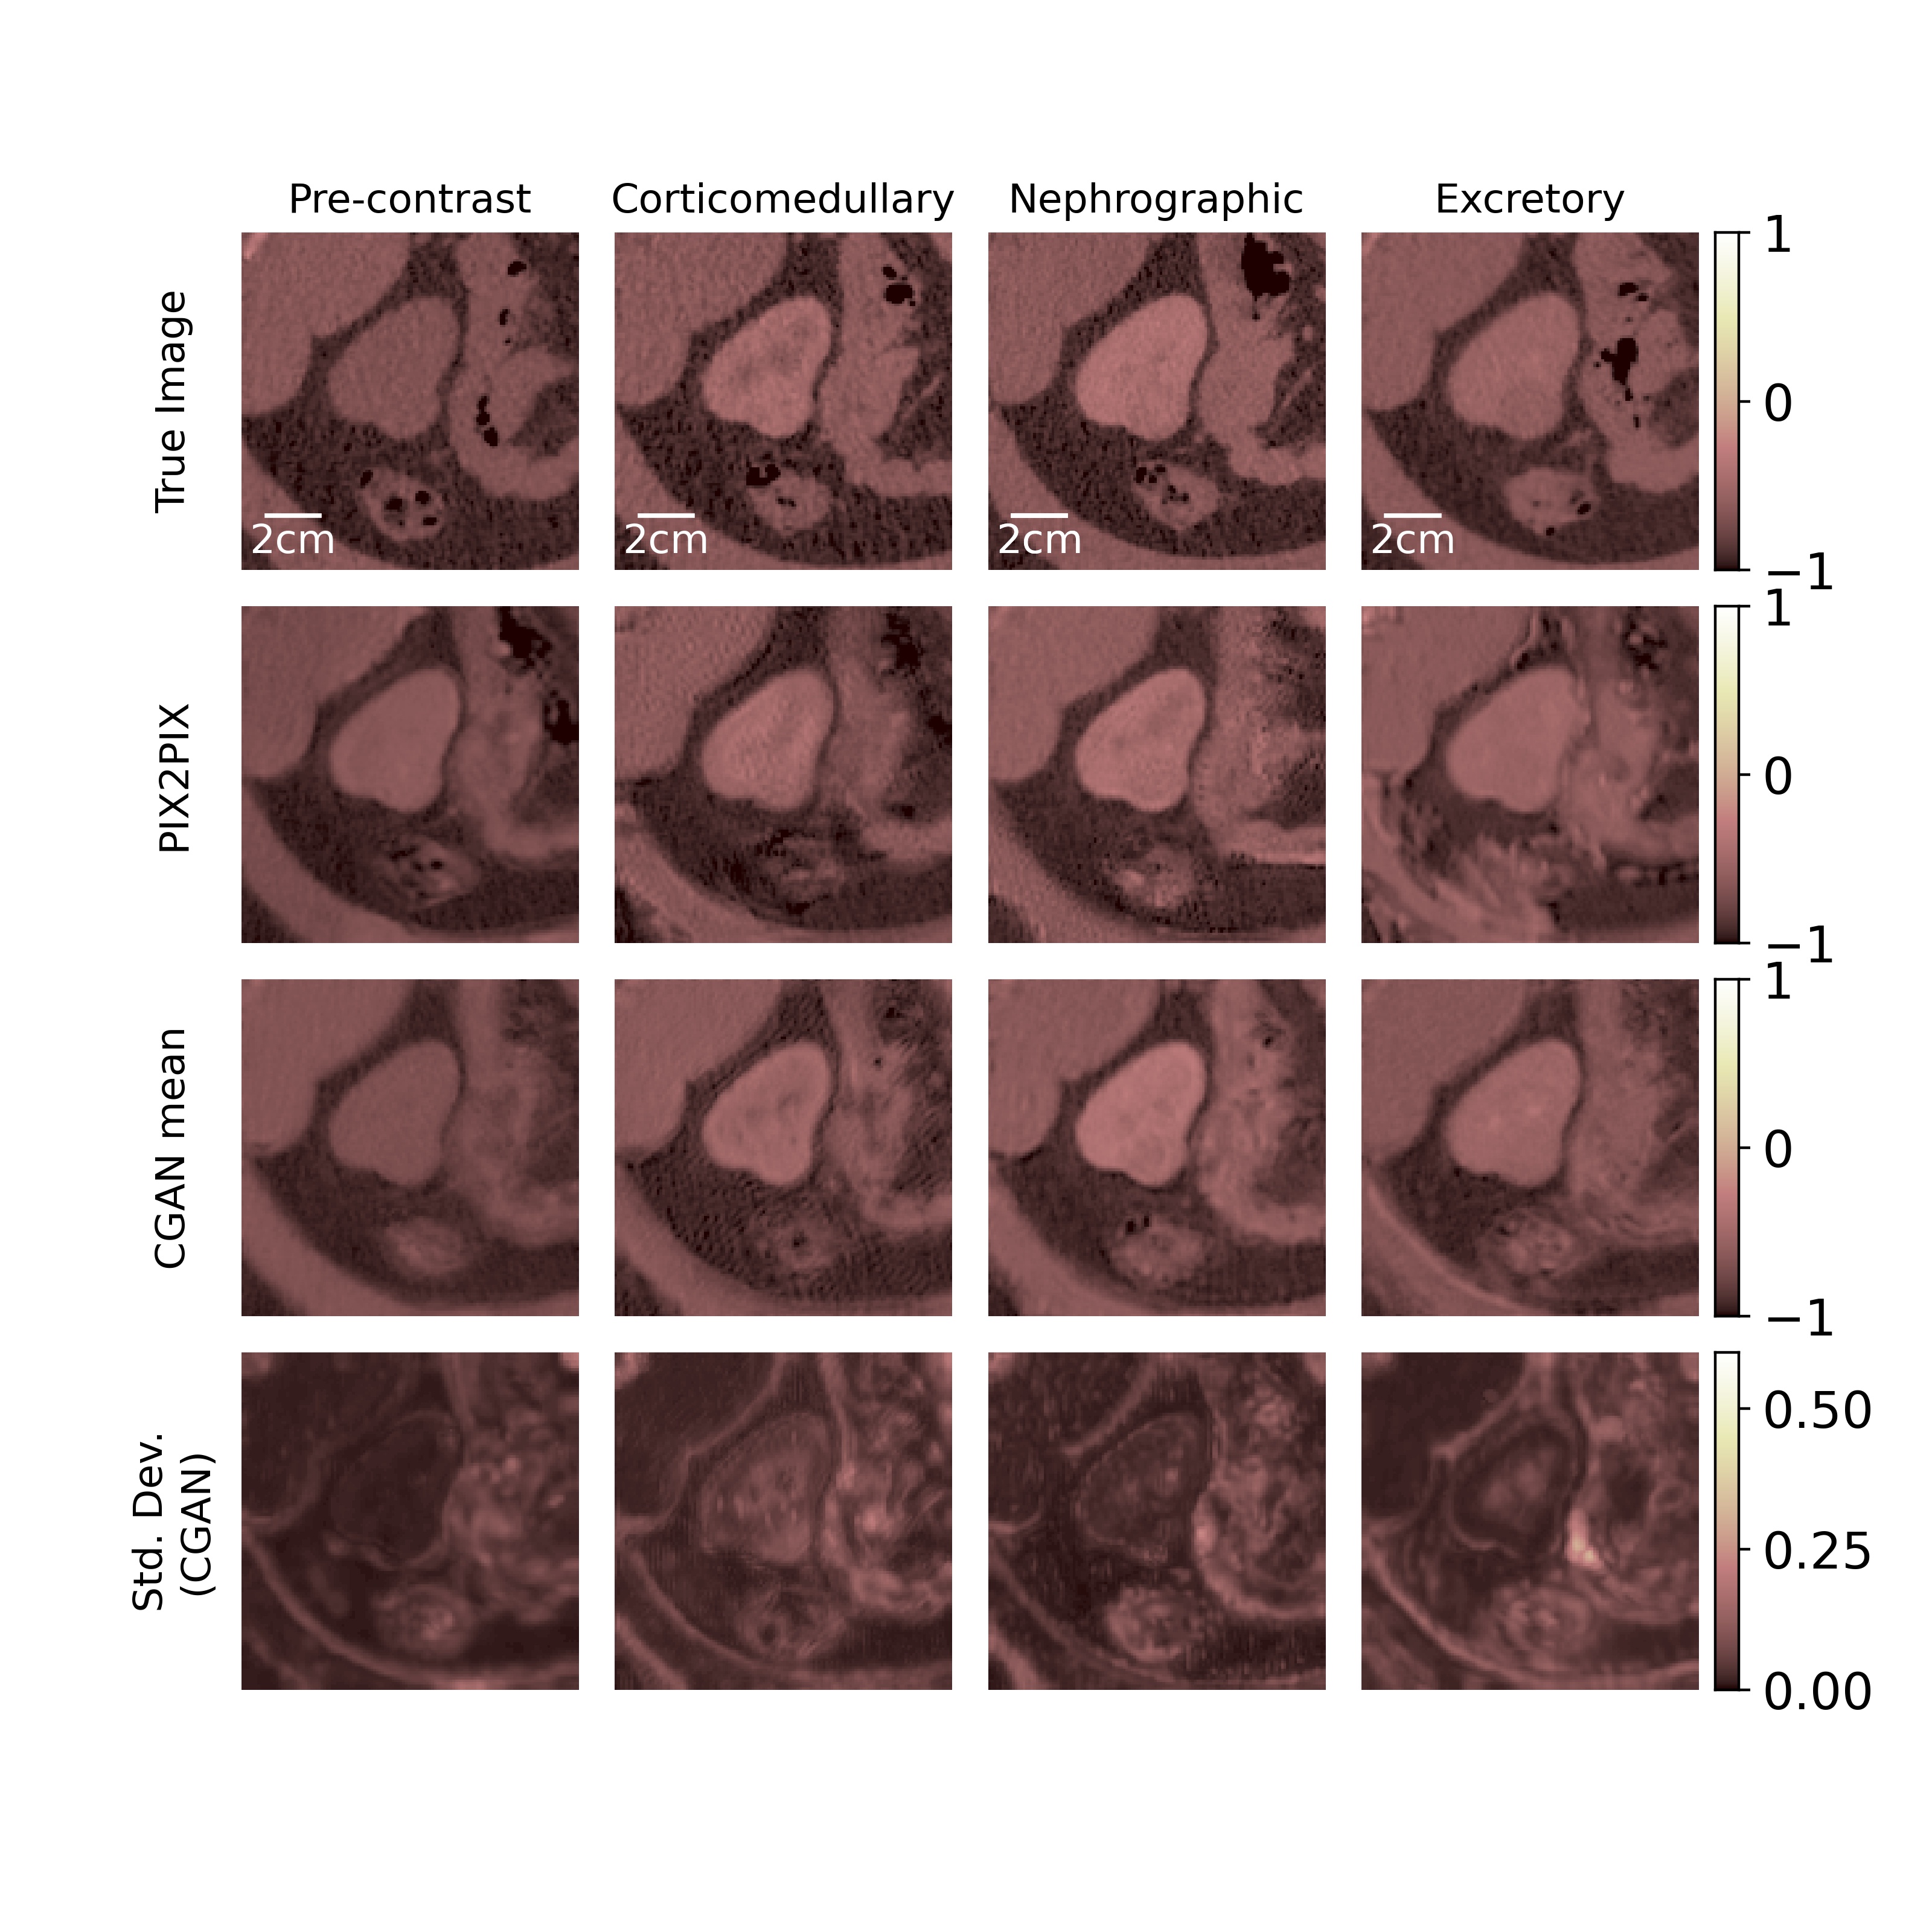 Pre-contrast Corticomedullary Nephrographic Excretory
True Image
2cm 2cm 2cm 2cm
1
0
−1
PIX2PIX
1
0
−1
CGAN mean
1
0
−1
Std. Dev.
(CGAN)
0.50
0.25
0.00